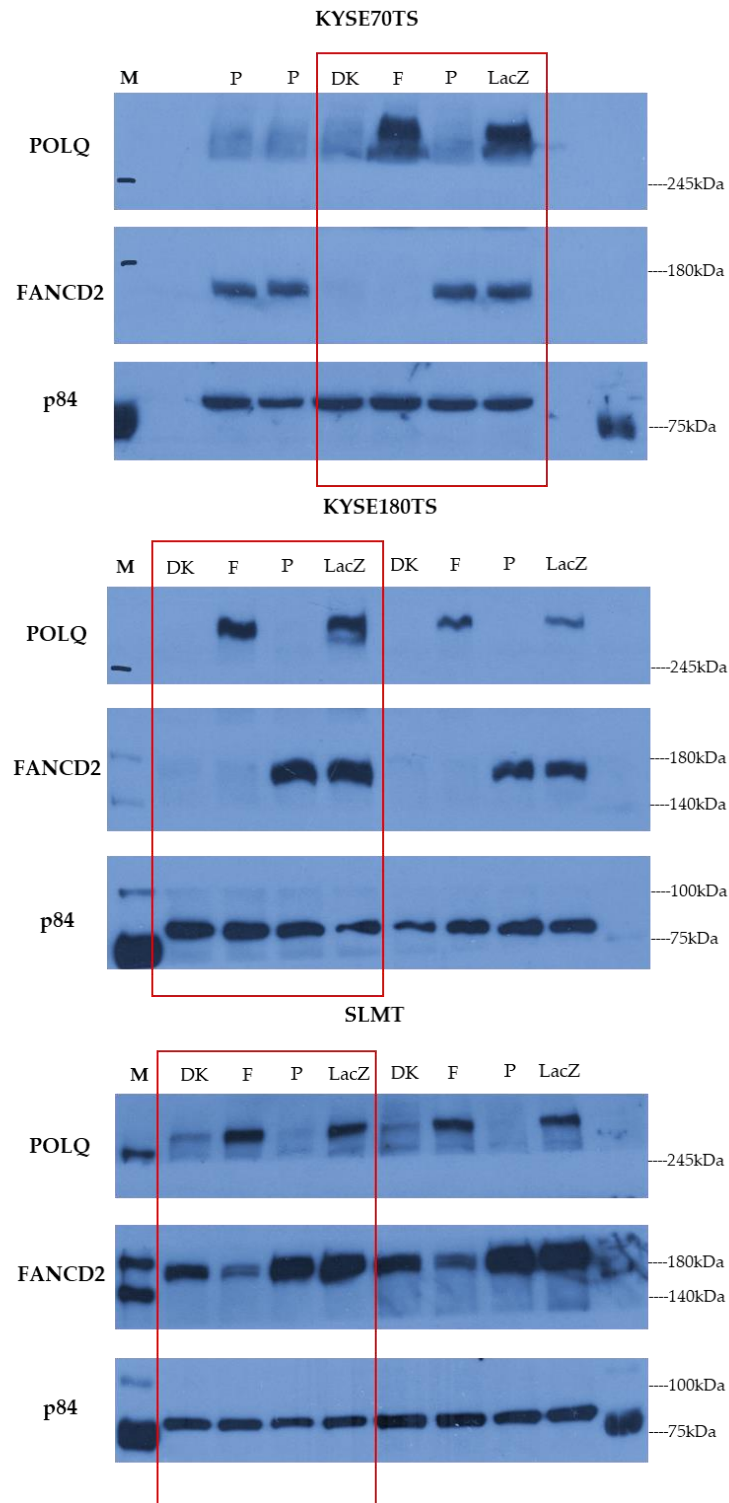 KYSE70TS
M P P DK F P LacZ
POLQ
----245kDa
----180kDa
FANCD2
p84
----75kDa
KYSE180TS
M DK F P LacZ DK F P LacZ
POLQ
----245kDa
FANCD2
----180kDa
----140kDa
p84
----100kDa
----75kDa
SLMT
M DK F P LacZ DK F P LacZ
POLQ
----245kDa
FANCD2
----180kDa
----140kDa
p84
----100kDa
----75kDa